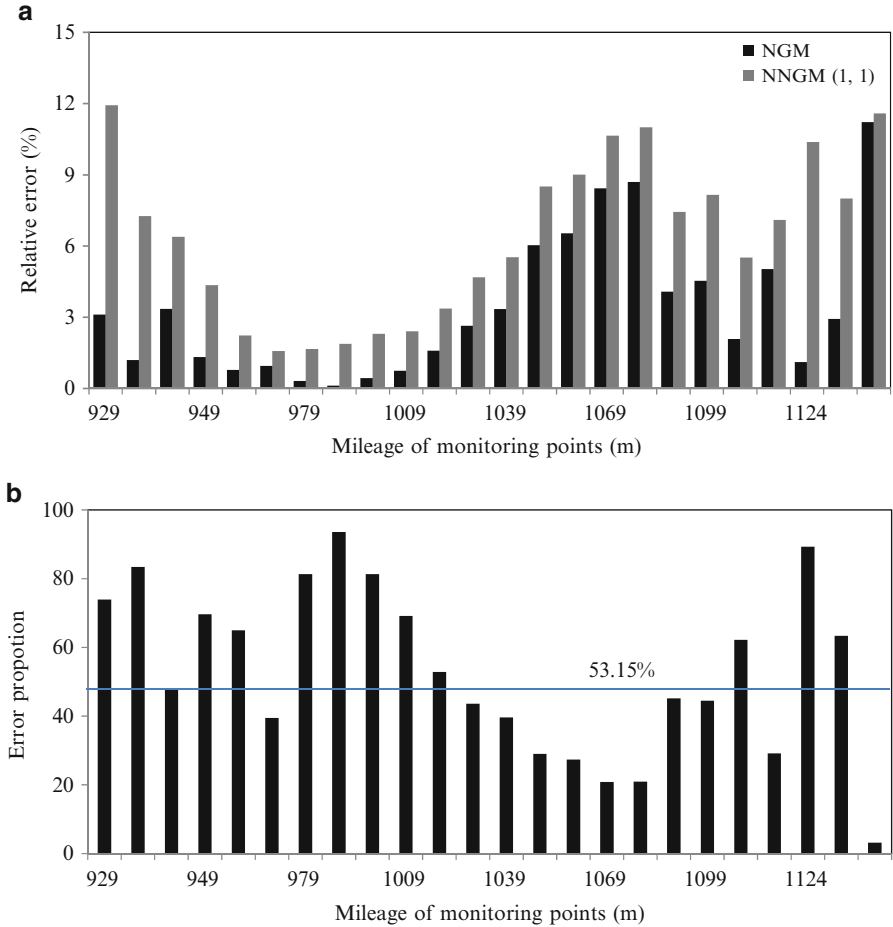 a
15
12
9
6
3
0
Relative error (%)
NGM
NNGM (1, 1)
929 949 979 1009 1039 1069 1099 1124
Mileage of monitoring points (m)
b
100
80
60
40
20
0
Error propotion
53.15%
929 949 979 1009 1039 1069 1099 1124
Mileage of monitoring points (m)